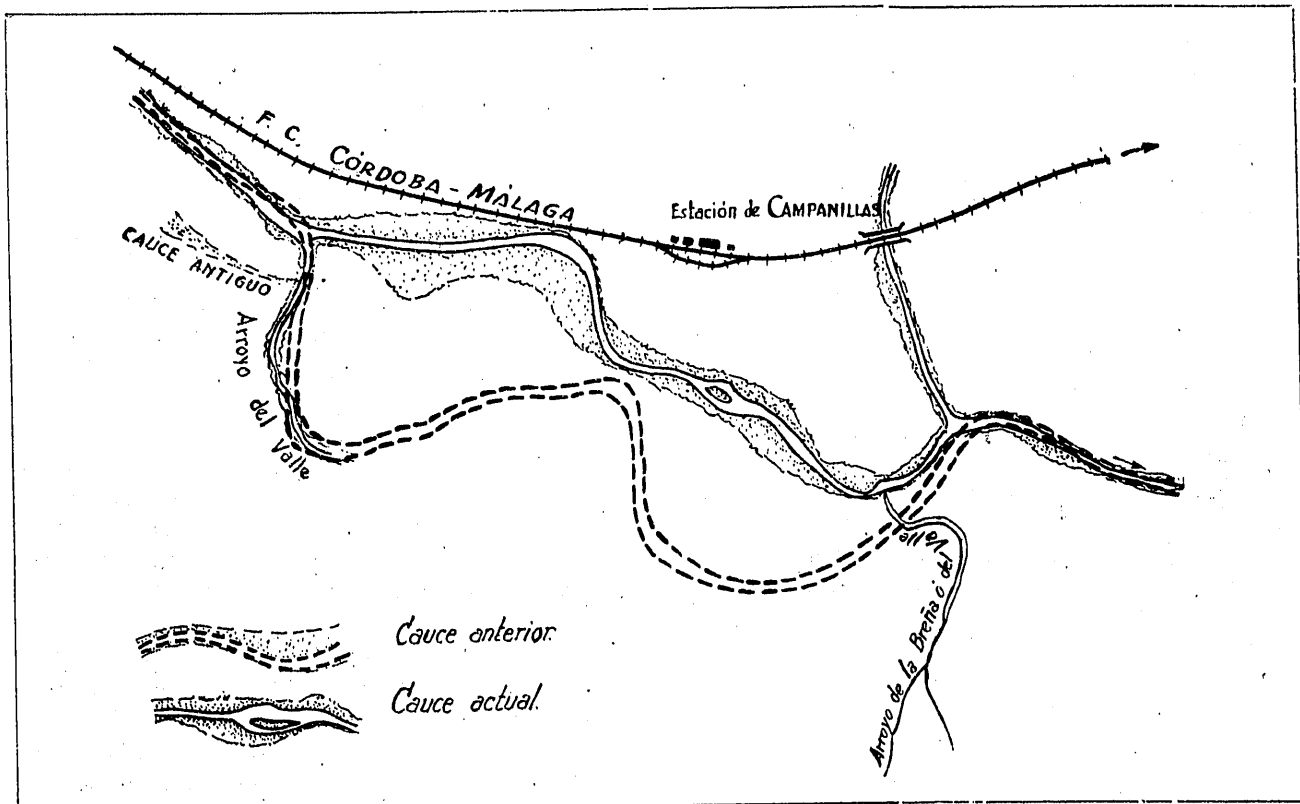 F. C. CÓRDOBA - MÁLAGA
Estación de CAMPANILLAS
CAUCE ANTIGUO
Arroyo del Valle
Arroyo de la Breña ó del Valle
Cauce anterior.
Cauce actual.